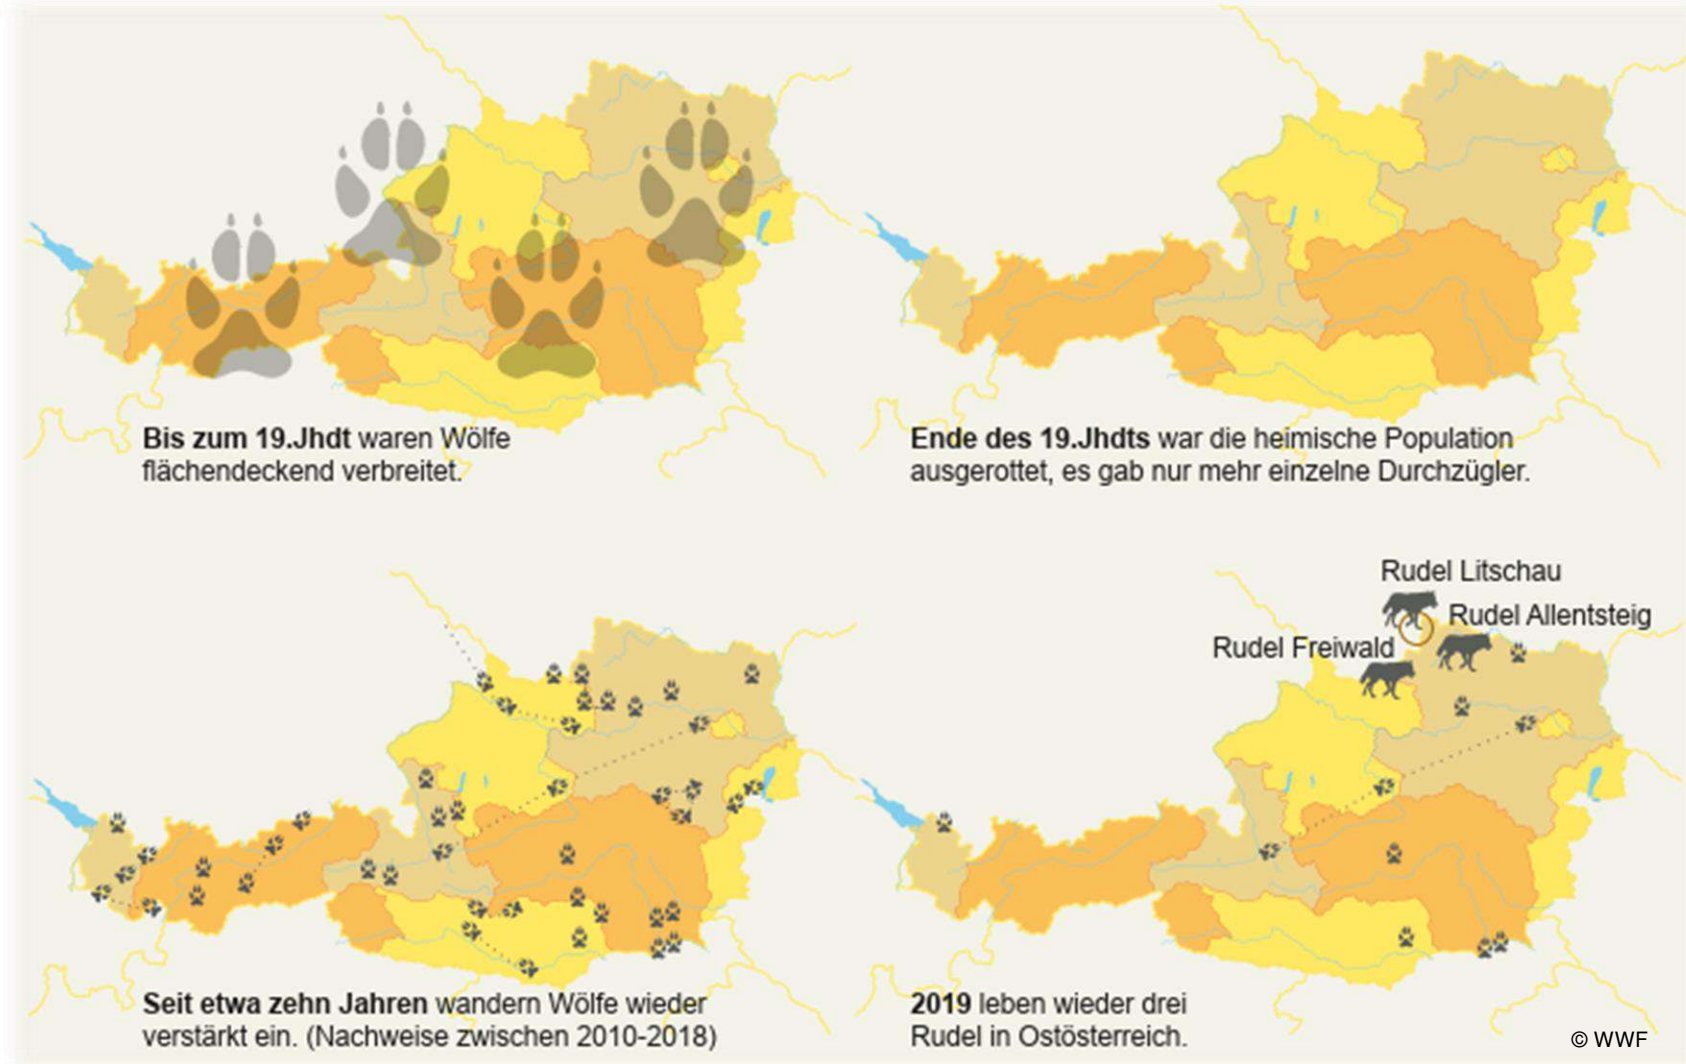 Bis zum 19.Jhdt waren Wölfe
flächendeckend verbreitet.
Ende des 19.Jhdts war die heimische Population
ausgerottet, es gab nur mehr einzelne Durchzügler.
Seit etwa zehn Jahren wandern Wölfe wieder
verstärkt ein. (Nachweise zwischen 2010-2018)
Rudel Litschau
Rudel Allentsteig
Rudel Freiwald
2019 leben wieder drei
Rudel in Ostösterreich.
© WWF